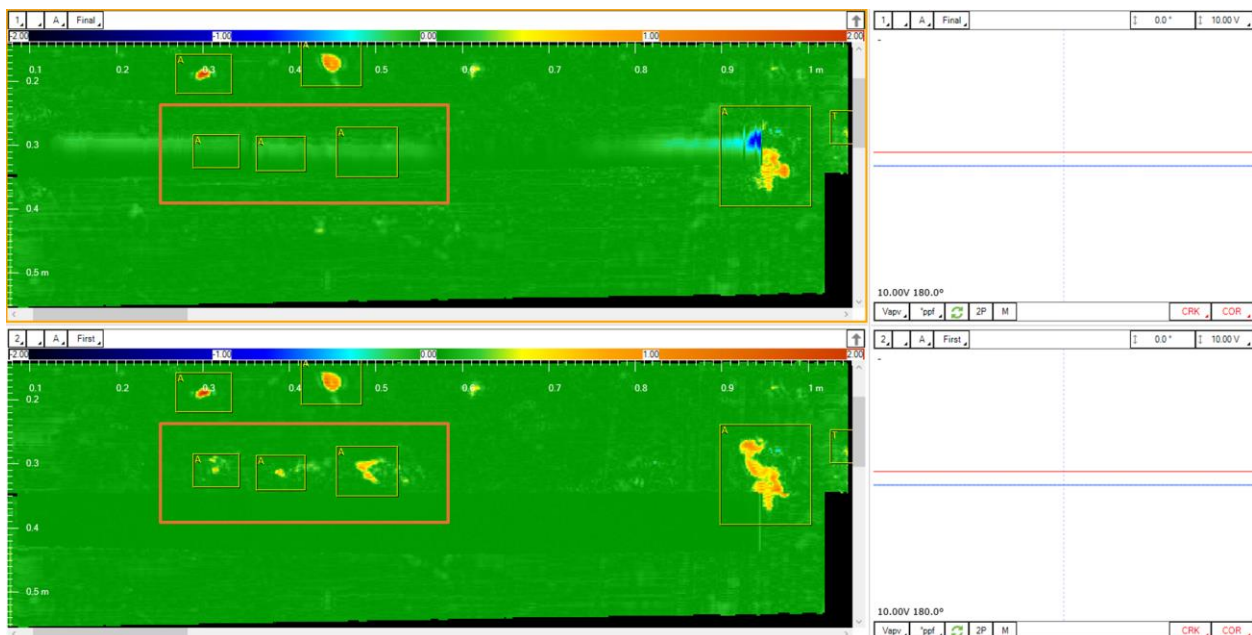 1 A Final
-2.00 -1.00 0.00 1.00 2.00
0.1 0.3 0.4 0.5 0.6 0.7 0.8 0.9 1 m
0.2
0.3
0.4
0.5 m
A A A A A A T
1 A Final 0.0 ° 10.00 V
10.00V 180.0°
Vapv °ppf 2P M CRK COR
2 A First
-2.00 -1.00 0.00 1.00 2.00
0.1 0.2 0.3 0.4 0.5 0.6 0.7 0.8 0.9 1 m
0.2
0.3
0.4
0.5 m
A A A A A A T
2 A First 0.0 ° 10.00 V
10.00V 180.0°
Vapv °ppf 2P M CRK COR